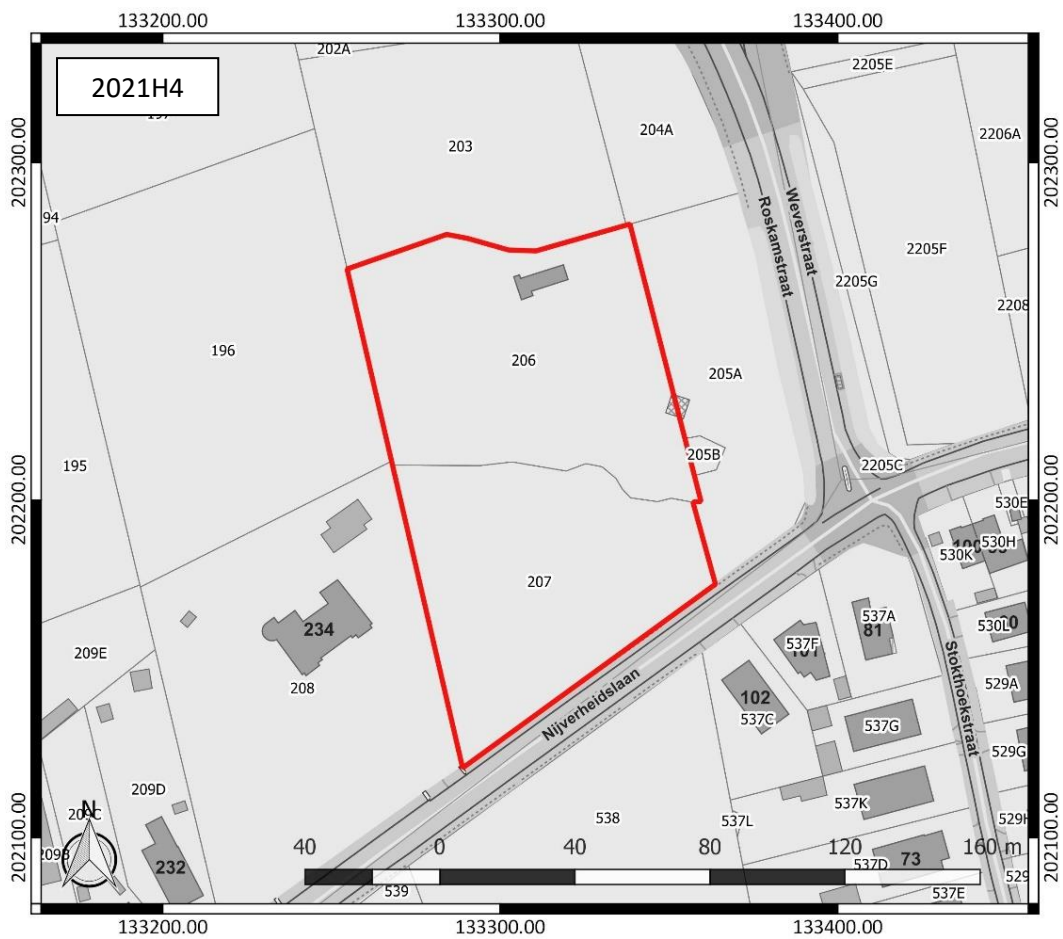 133200.00 133300.00 133400.00
2021H4
202A
2205E
2206A
203
204A
202300.00
202300.00
94
Weverstraat
Roskamstraat
2205F
2205G
2208
206
196
205A
195
205B
2205C
530E
202200.00
202200.00
530H
530K
207
537A
81
537F
530L
234
209E
208
Stokthoekstraat
529A
102
537C
Nijverheidslaan
537G
529G
209D
537K
N
538
537L
202100.00
202100.00
40 0 40 80 120 160 m
232
537D
73
539
537E
133200.00 133300.00 133400.00